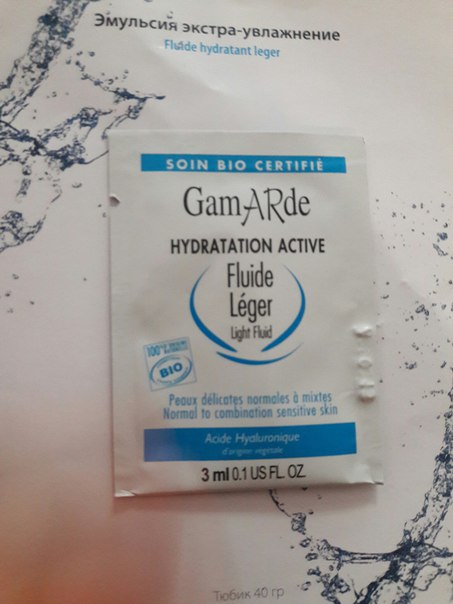 Эмульсия экстра-увлажнение
Fluide hydratant leger
SOIN BIO CERTIFIÉ
GamARde
HYDRATATION ACTIVE
Fluide
Léger
Light Fluid
100%
BIO
Peaux délicates normales à mixtes
Normal to combination sensitive skin
Acide Hyaluronique
d'origine végétale
3 ml 0.1 US FL. OZ.
Тюбик 40 гр